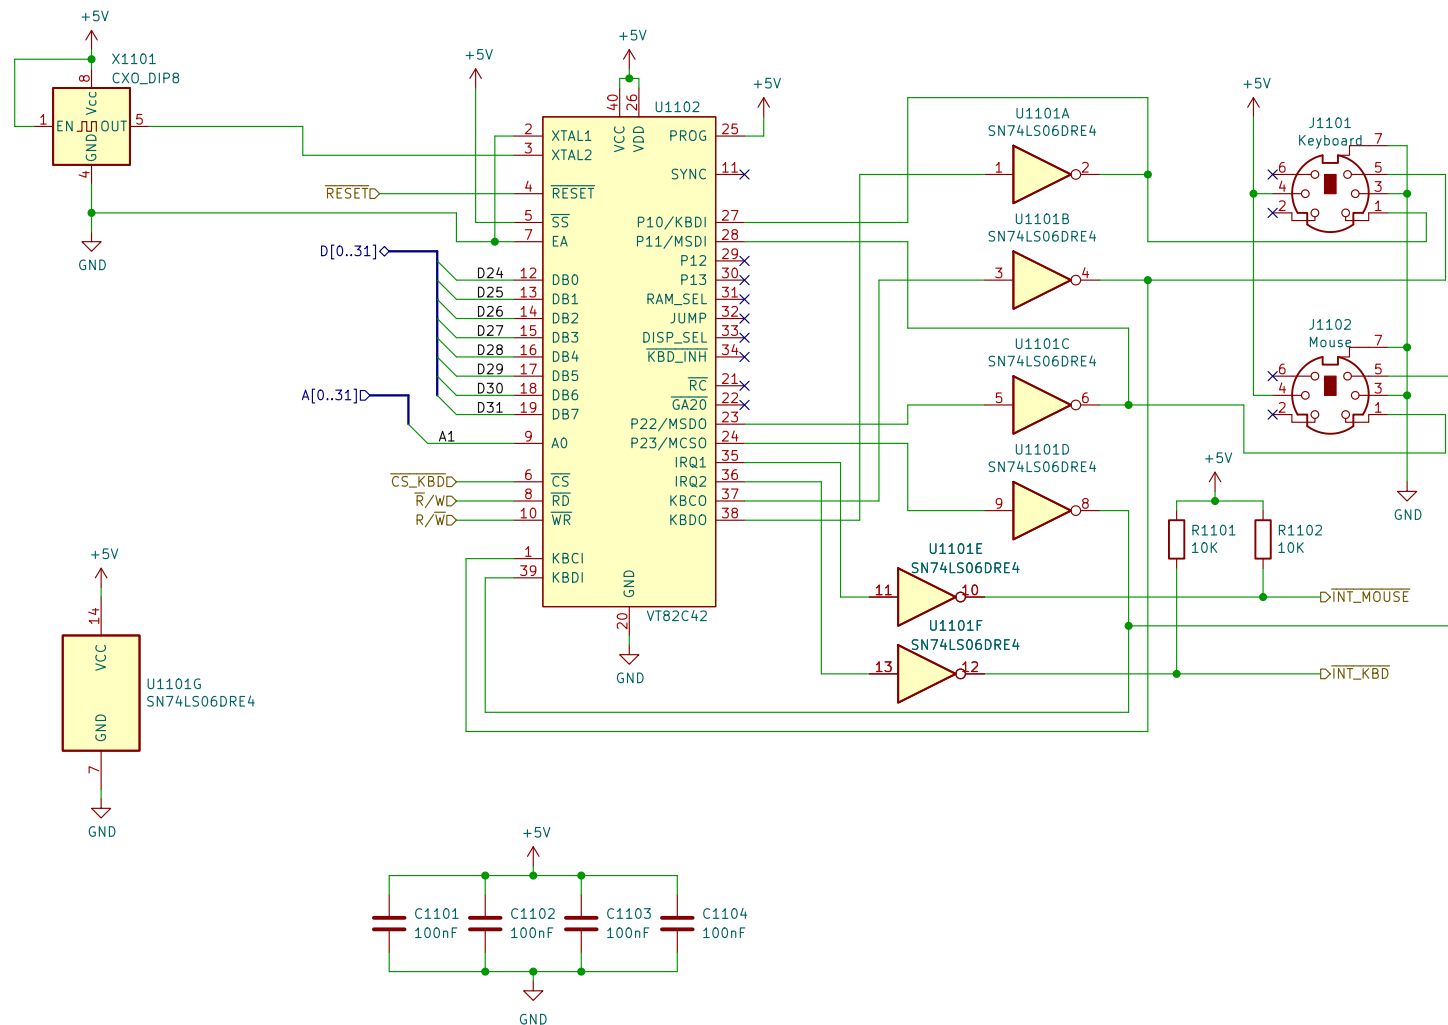 +5V
X1101
CXO_DIP8
8
Vcc
1
EN
OUT
5
GND
4
GND
+5V
+5V
40
26
U1102
VCC
VDD
2
XTAL1
3
XTAL2
4
RESET
RESET
5
SS
7
EA
D[0..31]
D24
12
DB0
D25
13
DB1
D26
14
DB2
D27
15
DB3
D28
16
DB4
D29
17
DB5
D30
18
DB6
D31
19
DB7
A[0..31]
A1
9
A0
CS_KBD
6
CS
R/W
8
RD
R/W
10
WR
1
KBCI
39
KBDI
GND
20
VT82C42
GND
+5V
PROG
25
SYNC
11
P10/KBDI
27
P11/MSDI
28
P12
29
P13
30
RAM_SEL
31
JUMP
32
DISP_SEL
33
KBD_INH
34
RC
21
GA20
22
P22/MSDO
23
P23/MCSO
24
IRQ1
35
IRQ2
36
KBCO
37
KBDO
38
U1101A
SN74LS06DRE4
1
2
U1101B
SN74LS06DRE4
3
4
U1101C
SN74LS06DRE4
5
6
U1101D
SN74LS06DRE4
9
8
U1101E
SN74LS06DRE4
11
10
U1101F
SN74LS06DRE4
13
12
+5V
J1101
Keyboard
7
6
5
4
3
2
1
J1102
Mouse
7
6
5
4
3
2
1
GND
+5V
R1101
10K
R1102
10K
INT_MOUSE
INT_KBD
+5V
14
VCC
U1101G
SN74LS06DRE4
GND
7
GND
+5V
C1101
100nF
C1102
100nF
C1103
100nF
C1104
100nF
GND